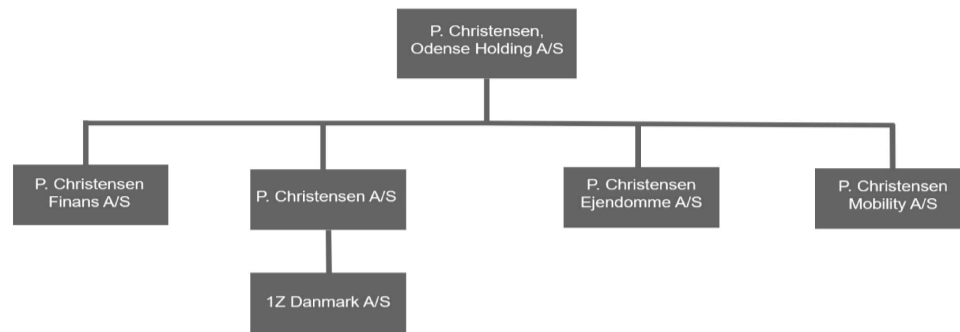 P. Christensen,
Odense Holding A/S
P. Christensen
Finans A/S
P. Christensen A/S
P. Christensen
Ejendomme A/S
P. Christensen
Mobility A/S
1Z Danmark A/S